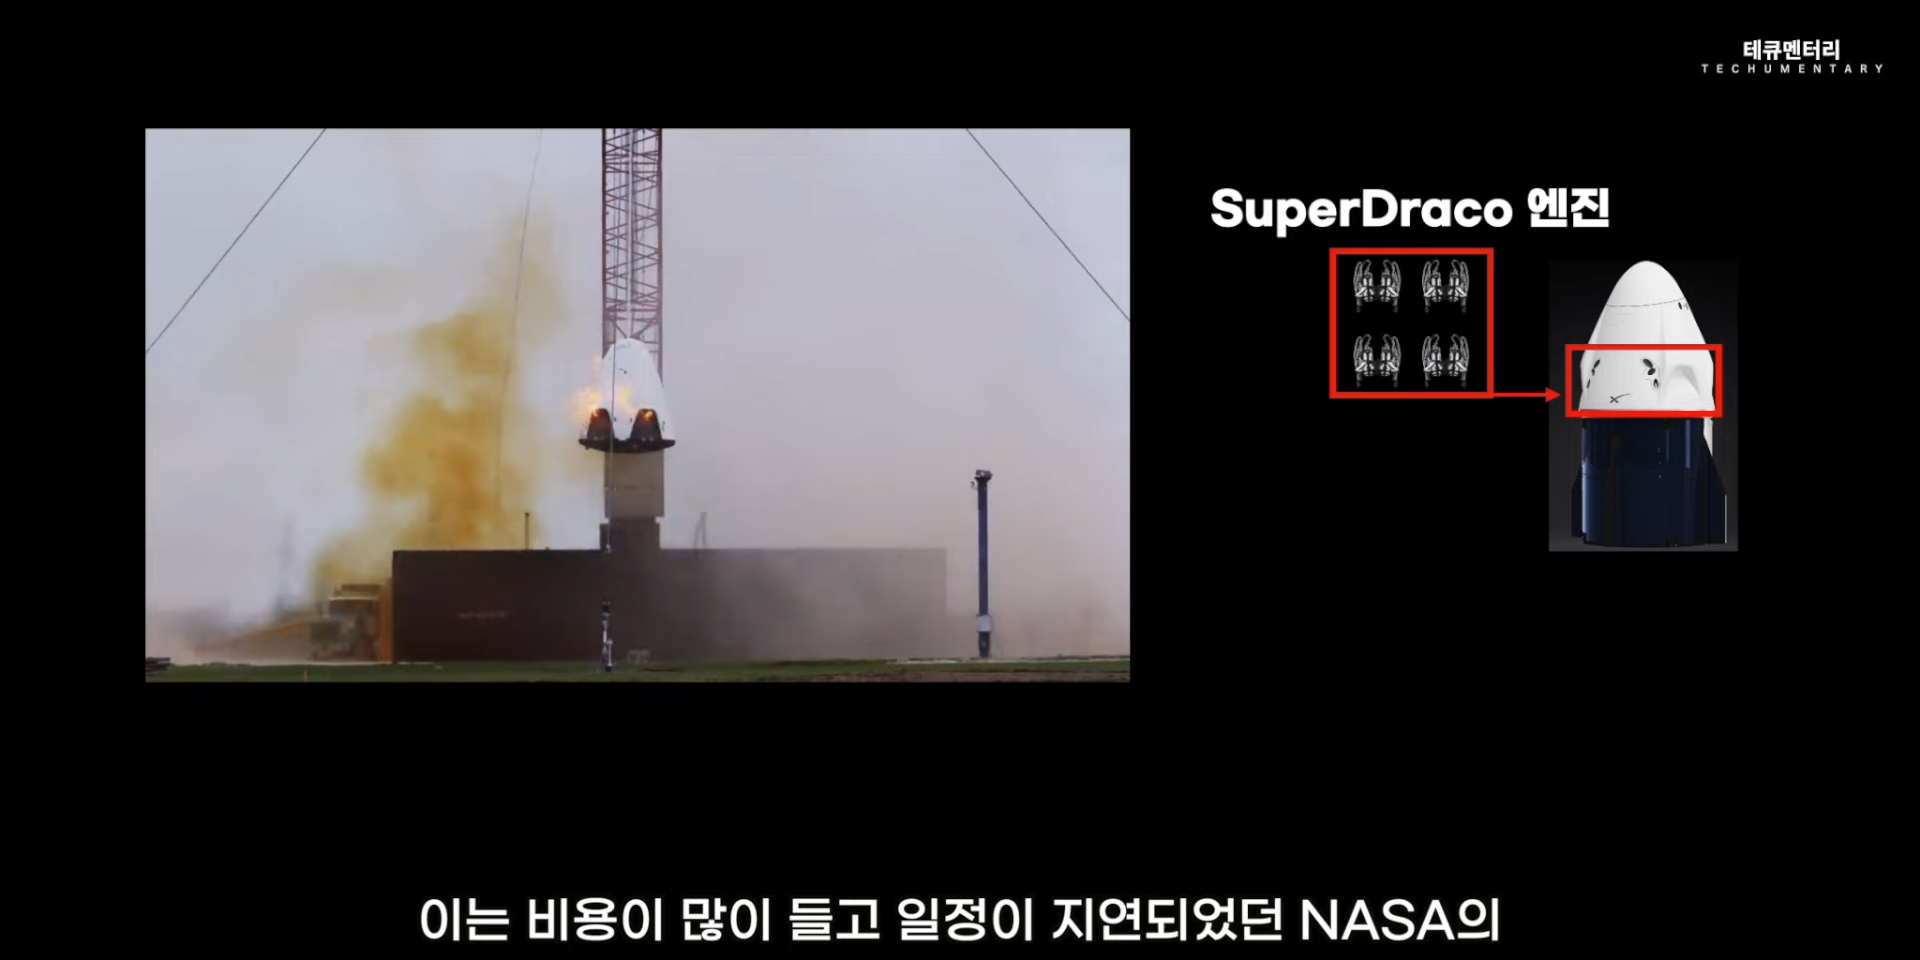 테큐멘터리
TECHUMENTARY
SuperDraco 엔진
이는 비용이 많이 들고 일정이 지연되었던 NASA의